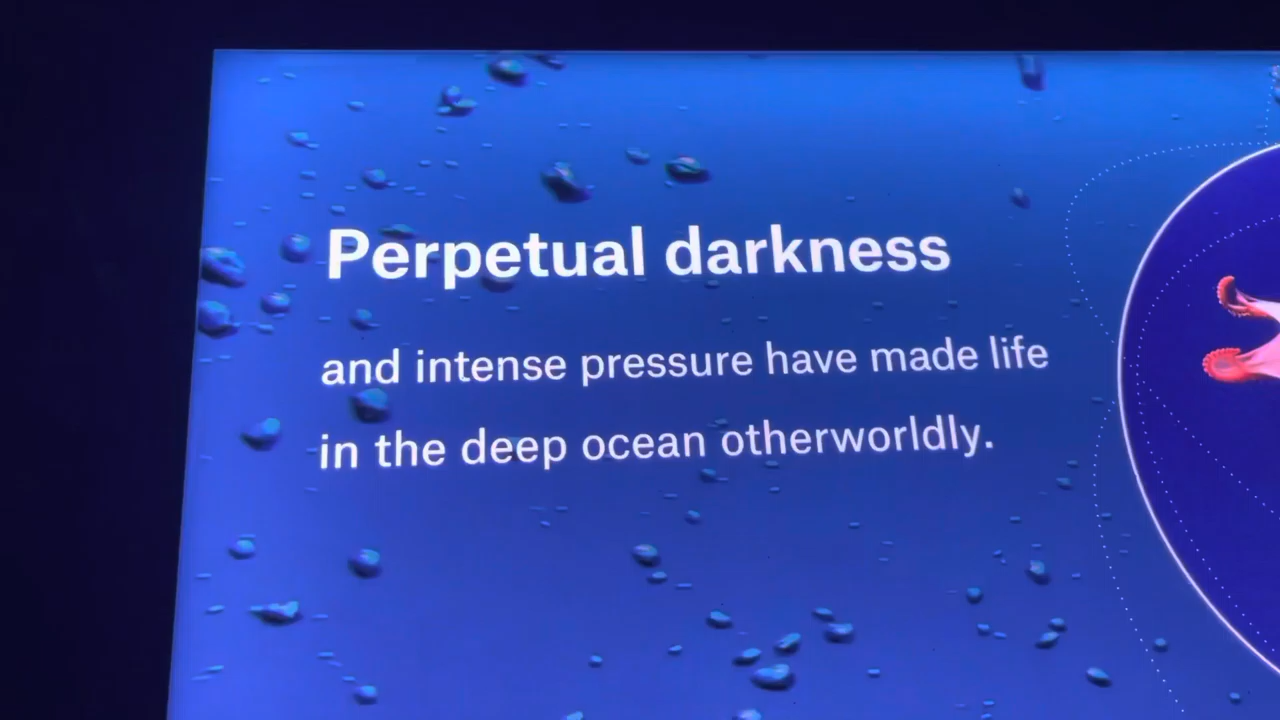 Perpetual darkness
and intense pressure have made life
in the deep ocean otherworldly.